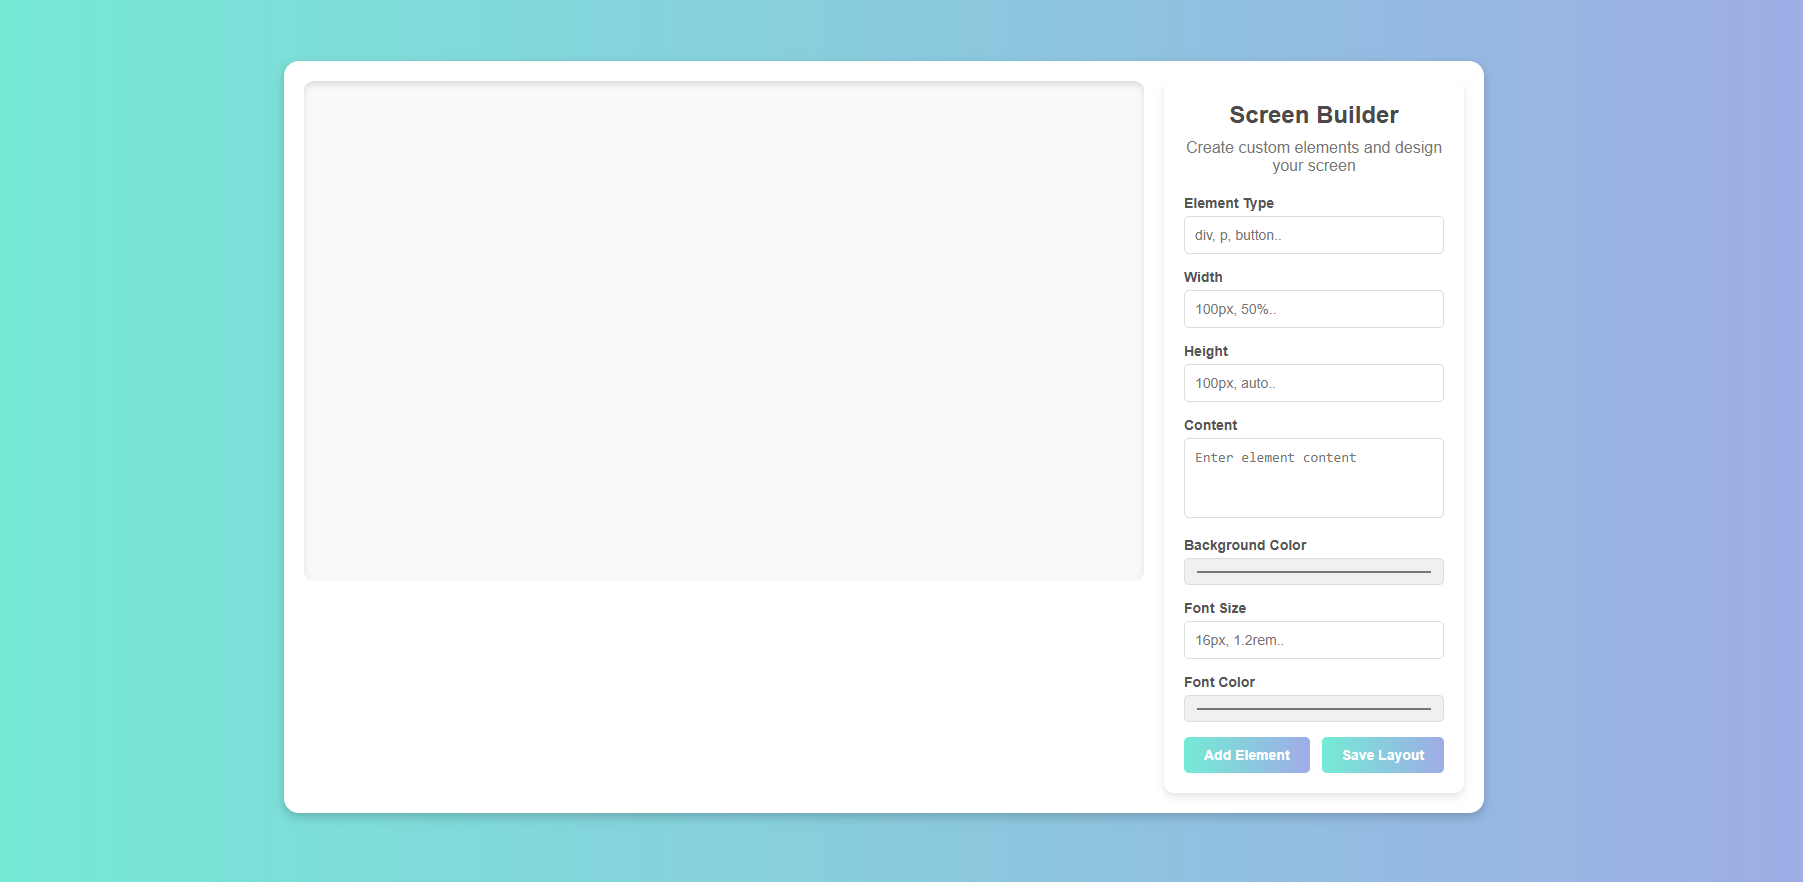 Screen Builder
Create custom elements and design
your screen
Element Type
div, p, button..
Width
100px, 50%..
Height
100px, auto..
Content
Enter element content
Background Color
Font Size
16px, 1.2rem..
Font Color
Add Element
Save Layout